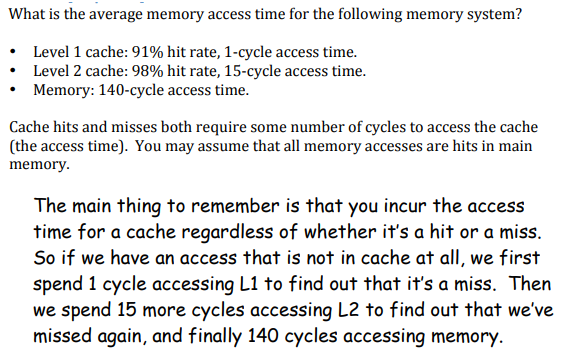 What is the average memory access time for the following memory system?
• Level 1 cache: 91% hit rate, 1-cycle access time.
• Level 2 cache: 98% hit rate, 15-cycle access time.
• Memory: 140-cycle access time.
Cache hits and misses both require some number of cycles to access the cache
(the access time). You may assume that all memory accesses are hits in main
memory.
The main thing to remember is that you incur the access
time for a cache regardless of whether it's a hit or a miss.
So if we have an access that is not in cache at all, we first
spend 1 cycle accessing L1 to find out that it's a miss. Then
we spend 15 more cycles accessing L2 to find out that we've
missed again, and finally 140 cycles accessing memory.